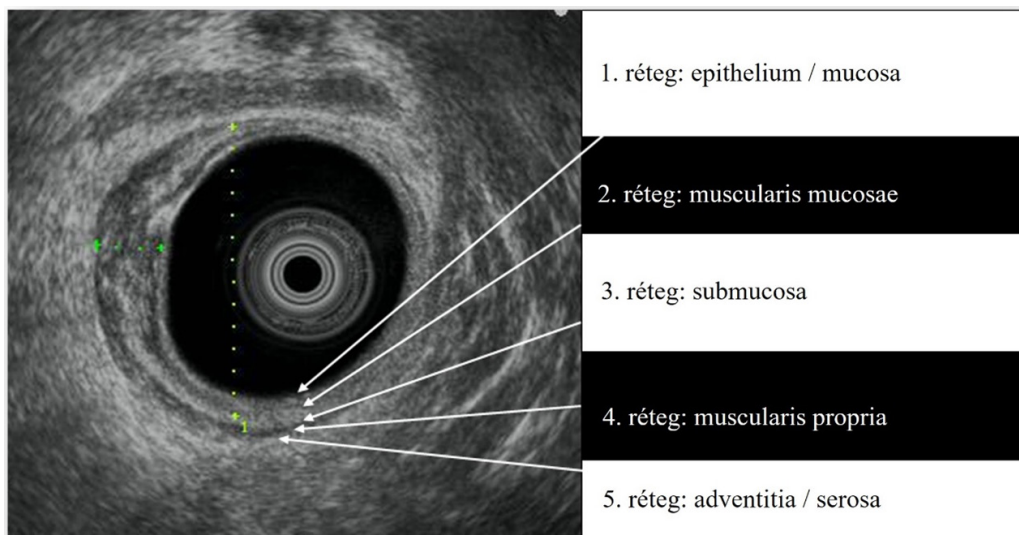 1. réteg: epithelium / mucosa
2. réteg: muscularis mucosae
3. réteg: submucosa
4. réteg: muscularis propria
5. réteg: adventitia / serosa
1